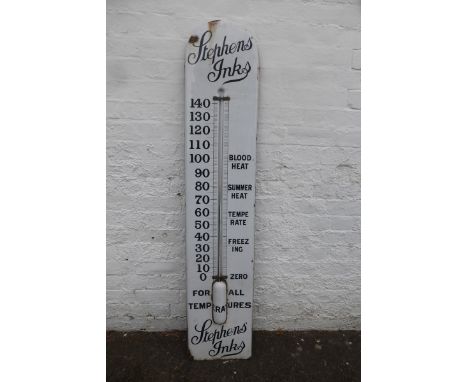 Stephens
Inks
140
130
120
110
100
BLOOD
HEAT
90
80
SUMMER
HEAT
70
60
TEMPE
RATE
50
40
FREEZ
ING
30
20
10
0
ZERO
FOR ALL
TEMPERATURES
Stephens
Inks